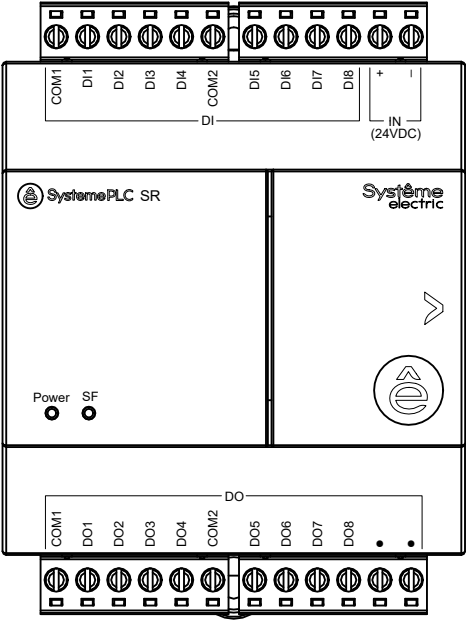 COM1 DI1 DI2 DI3 DI4 COM2 DI5 DI6 DI7 DI8 + –
DI IN
(24VDC)
ê SystemePLC SR
Système
electric
ê
Power SF
DO
COM1 DO1 DO2 DO3 DO4 COM2 DO5 DO6 DO7 DO8 • •